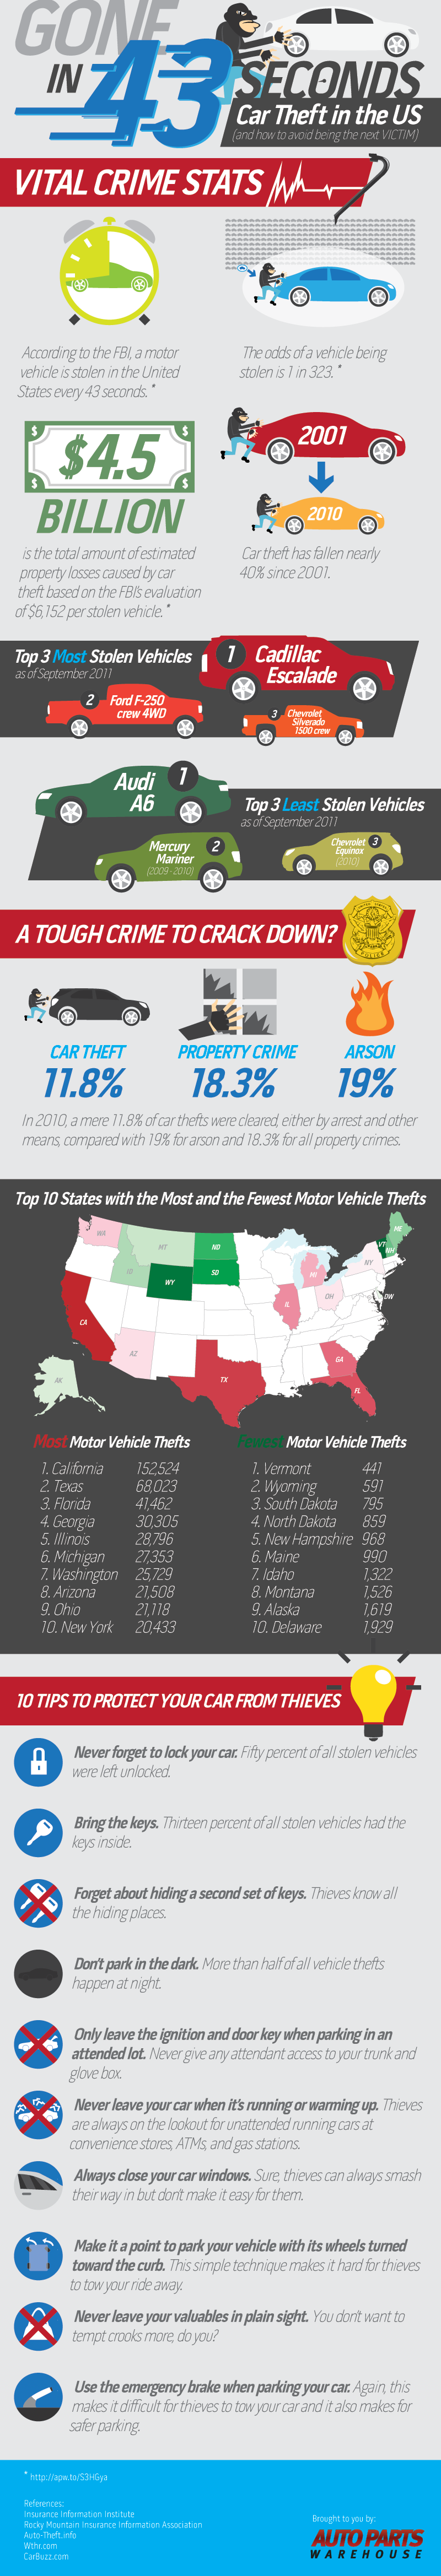 GONE
IN 43 SECONDS
Car Theft in the US
(and how to avoid being the next VICTIM)
VITAL CRIME STATS
According to the FBI, a motor
vehicle is stolen in the United
States every 43 seconds.*
The odds of a vehicle being
stolen is 1 in 323.*
$4.5
BILLION
is the total amount of estimated
property losses caused by car
theft based on the FBI's evaluation
of $6,152 per stolen vehicle.*
2001
2010
Car theft has fallen nearly
40% since 2001.
Top 3 Most Stolen Vehicles
as of September 2011
1 Cadillac
Escalade
2 Ford F-250
crew 4WD
3 Chevrolet
Silverado
1500 crew
Audi 1
A6
Top 3 Least Stolen Vehicles
as of September 2011
Mercury 2
Mariner
(2009-2010)
Chevrolet 3
Equinox
(2010)
A TOUGH CRIME TO CRACK DOWN?
CAR THEFT
11.8%
PROPERTY CRIME
18.3%
ARSON
19%
In 2010, a mere 11.8% of car thefts were cleared, either by arrest and other
means, compared with 19% for arson and 18.3% for all property crimes.
Top 10 States with the Most and the Fewest Motor Vehicle Thefts
WA
MT
ND
ME
VT
NH
ID
SD
WY
MI
NY
OH
DW
IL
CA
AZ
GA
TX
AK
FL
Most Motor Vehicle Thefts
1. California 152,524
2. Texas 68,023
3. Florida 41,462
4. Georgia 30,305
5. Illinois 28,796
6. Michigan 27,353
7. Washington 25,729
8. Arizona 21,508
9. Ohio 21,118
10. New York 20,433
Fewest Motor Vehicle Thefts
1. Vermont 441
2. Wyoming 591
3. South Dakota 795
4. North Dakota 859
5. New Hampshire 968
6. Maine 990
7. Idaho 1,322
8. Montana 1,526
9. Alaska 1,619
10. Delaware 1,929
10 TIPS TO PROTECT YOUR CAR FROM THIEVES
Never forget to lock your car. Fifty percent of all stolen vehicles
were left unlocked.
Bring the keys. Thirteen percent of all stolen vehicles had the
keys inside.
Forget about hiding a second set of keys. Thieves know all
the hiding places.
Don't park in the dark. More than half of all vehicle thefts
happen at night.
Only leave the ignition and door key when parking in an
attended lot. Never give any attendant access to your trunk and
glove box.
Never leave your car when it's running or warming up. Thieves
are always on the lookout for unattended running cars at
convenience stores, ATMs, and gas stations.
Always close your car windows. Sure, thieves can always smash
their way in but don't make it easy for them.
Make it a point to park your vehicle with its wheels turned
toward the curb. This simple technique makes it hard for thieves
to tow your ride away.
Never leave your valuables in plain sight. You don't want to
tempt crooks more, do you?
Use the emergency brake when parking your car. Again, this
makes it difficult for thieves to tow your car and it also makes for
safer parking.
* http://apw.to/S3HGya
References:
Insurance Information Institute
Rocky Mountain Insurance Information Association
Auto-Theft.info
Wthr.com
CarBuzz.com
Brought to you by:
AUTO PARTS
WAREHOUSE